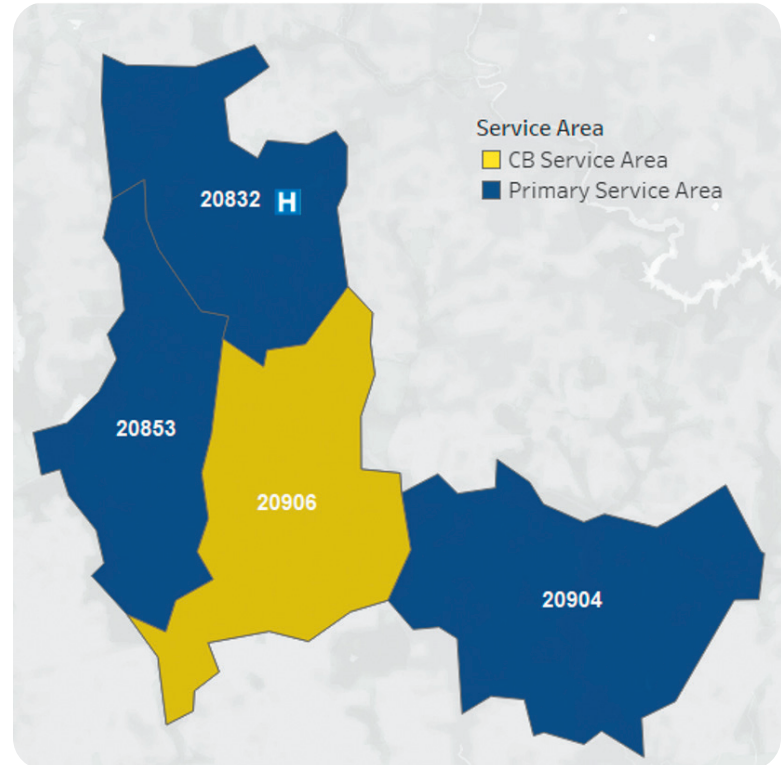 Service Area
CB Service Area
Primary Service Area
20832 H
20853
20906
20904